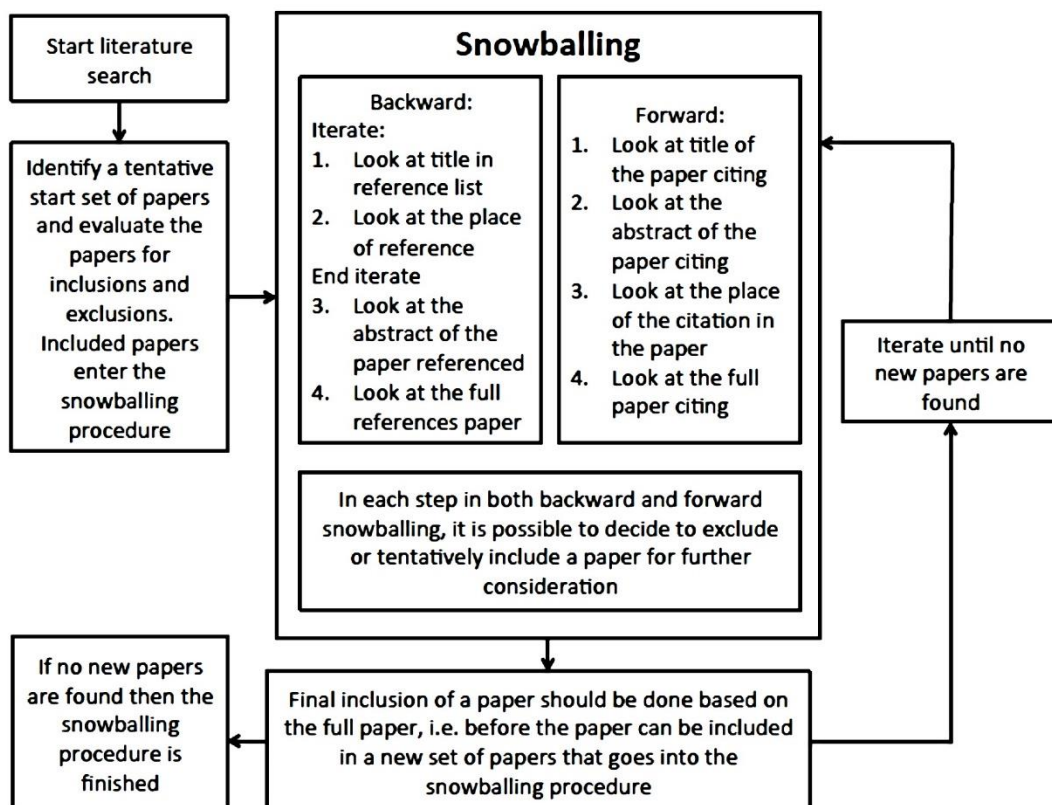 Start literature
search
Identify a tentative
start set of papers
and evaluate the
papers for
inclusions and
exclusions.
Included papers
enter the
snowballing
procedure
Snowballing
Backward:
Iterate:
1. Look at title in
reference list
2. Look at the place
of reference
End iterate
3. Look at the
abstract of the
paper referenced
4. Look at the full
references paper
Forward:
1. Look at title of
the paper citing
2. Look at the
abstract of the
paper citing
3. Look at the place
of the citation in
the paper
4. Look at the full
paper citing
In each step in both backward and forward
snowballing, it is possible to decide to exclude
or tentatively include a paper for further
consideration
Iterate until no
new papers are
found
Final inclusion of a paper should be done based on
the full paper, i.e. before the paper can be included
in a new set of papers that goes into the
snowballing procedure
If no new papers
are found then the
snowballing
procedure is
finished